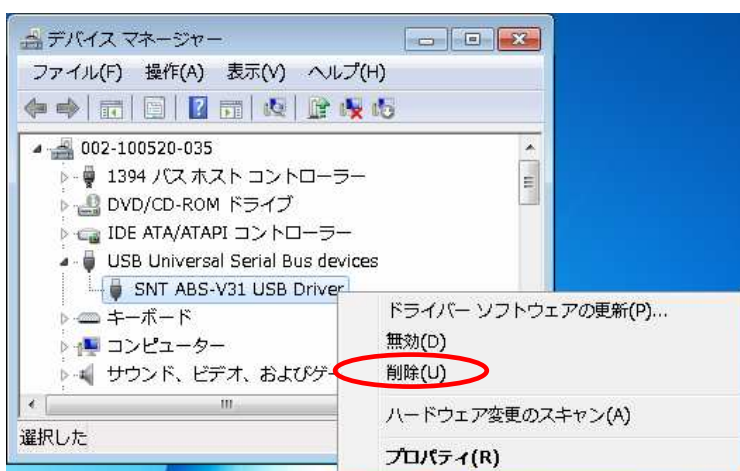 デバイス マネージャー
ファイル(F) 操作(A) 表示(V) ヘルプ(H)
002-100520-035
1394 バス ホスト コントローラー
DVD/CD-ROM ドライブ
IDE ATA/ATAPI コントローラー
USB Universal Serial Bus devices
SNT ABS-V31 USB Driver
キーボード
コンピューター
サウンド、ビデオ、およびゲー
選択した
ドライバー ソフトウェアの更新(P)...
無効(D)
削除(U)
ハードウェア変更のスキャン(A)
プロパティ(R)